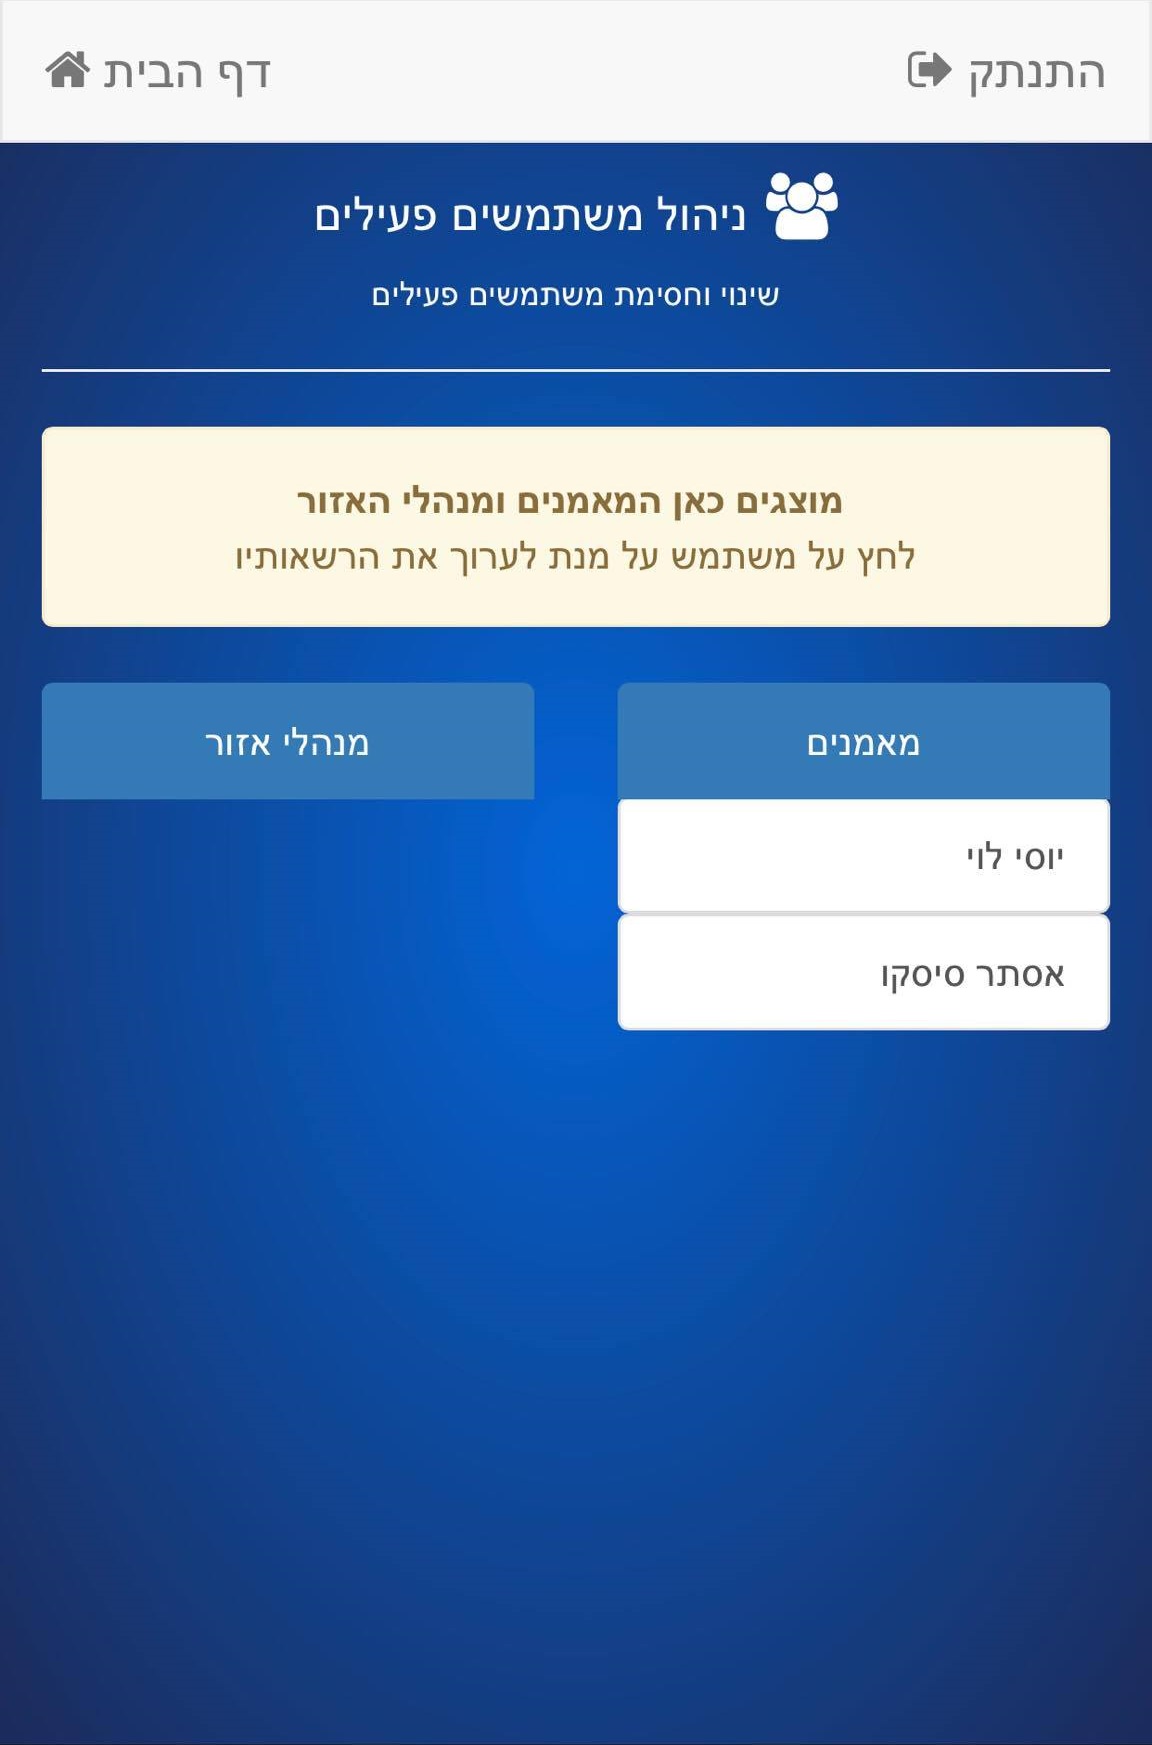 התנתק
דף הבית
ניהול משתמשים פעילים
שינוי וחסימת משתמשים פעילים
מוצגים כאן המאמנים ומנהלי האזור
לחץ על משתמש על מנת לערוך את הרשאותיו
מאמנים
יוסי לוי
אסתר סיסקו
מנהלי אזור